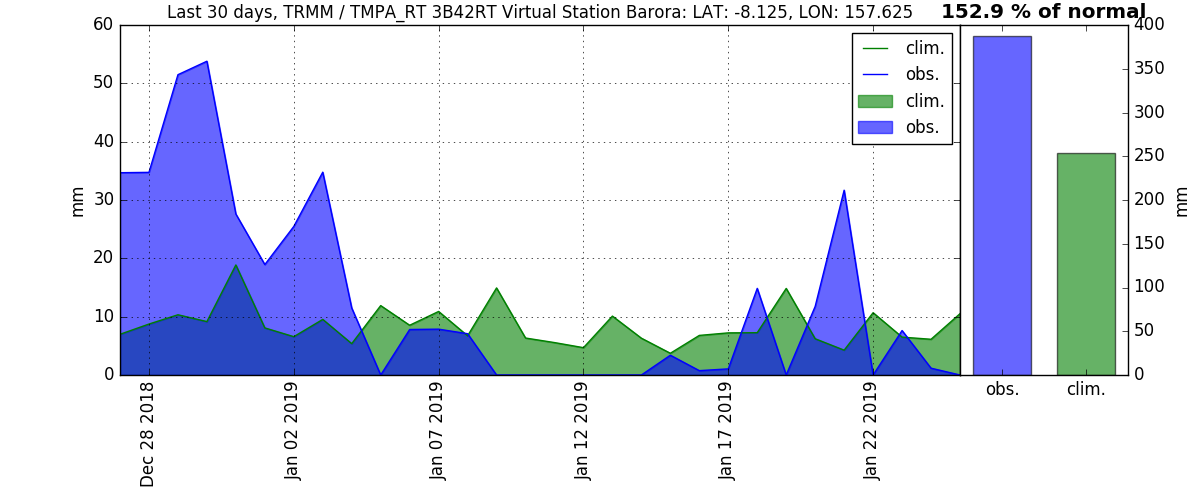 Last 30 days, TRMM / TMPA_RT 3B42RT Virtual Station Barora: LAT: -8.125, LON: 157.625
152.9 % of normal
60
50
40
30
20
10
0
mm
Dec 28 2018
Jan 02 2019
Jan 07 2019
Jan 12 2019
Jan 17 2019
Jan 22 2019
clim.
obs.
clim.
obs.
400
350
300
250
200
150
100
50
0
mm
obs.
clim.